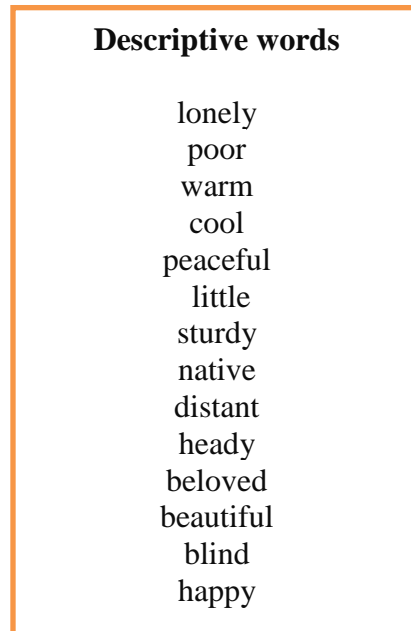 Descriptive words
lonely
poor
warm
cool
peaceful
little
sturdy
native
distant
heady
beloved
beautiful
blind
happy